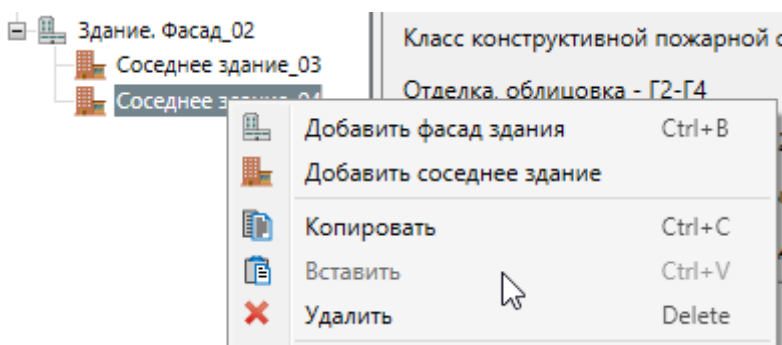 Здание. Фасад_02
Соседнее здание_03
Соседнее
Класс конструктивной пожарной
Отделка, облицовка - Г2-Г4
Добавить фасад здания Ctrl+B
Добавить соседнее здание
Копировать Ctrl+C
Вставить Ctrl+V
Удалить Delete